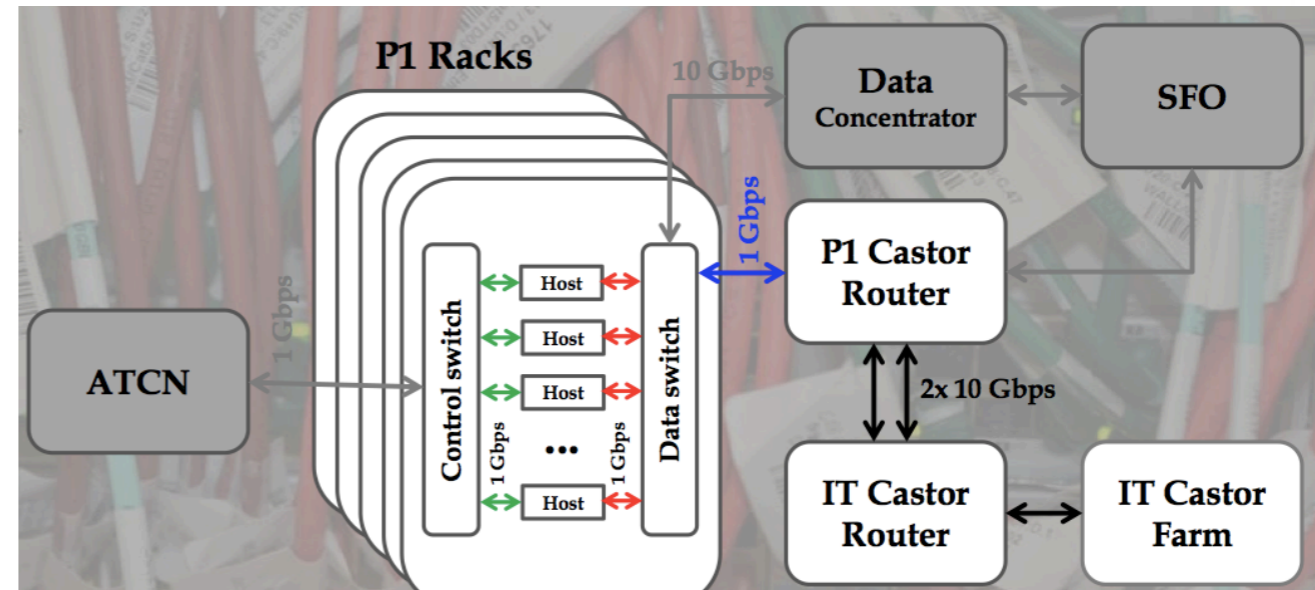 P1 Racks
10 Gbps
Data
Concentrator
SFO
1 Gbps
P1 Castor
Router
Control switch
Host
Host
Host
...
Host
1 Gbps
1 Gbps
Data switch
ATCN
1 Gbps
2x 10 Gbps
IT Castor
Router
IT Castor
Farm